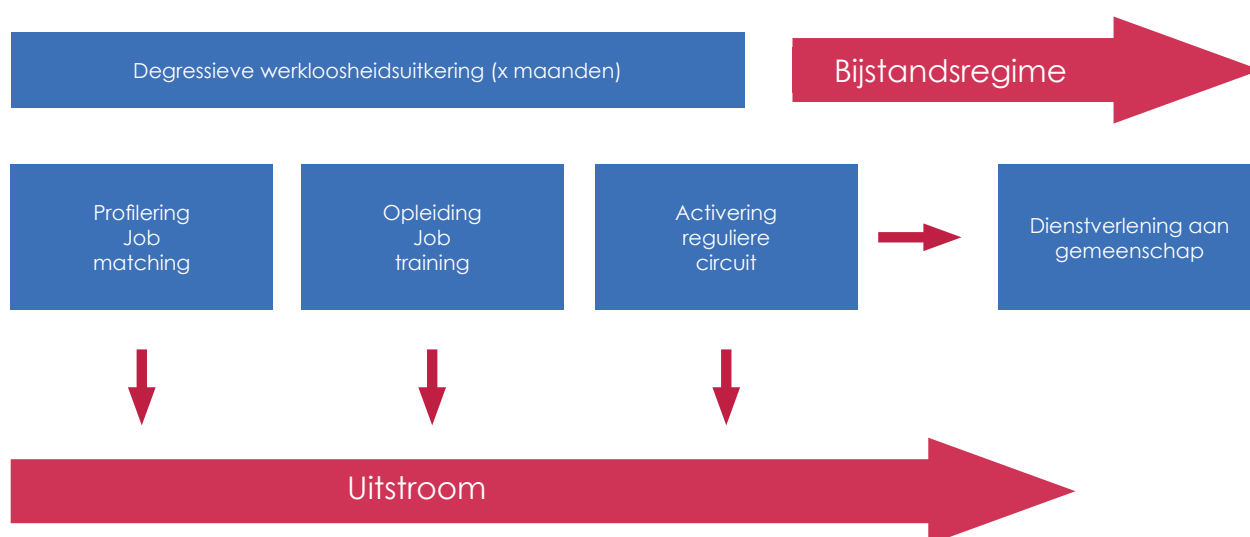 Degressieve werkloosheidsuitkering (x maanden)
Bijstandsregime
Profilering
Job
matching
Opleiding
Job
training
Activering
reguliere
circuit
Dienstverlening aan
gemeenschap
Uitstroom